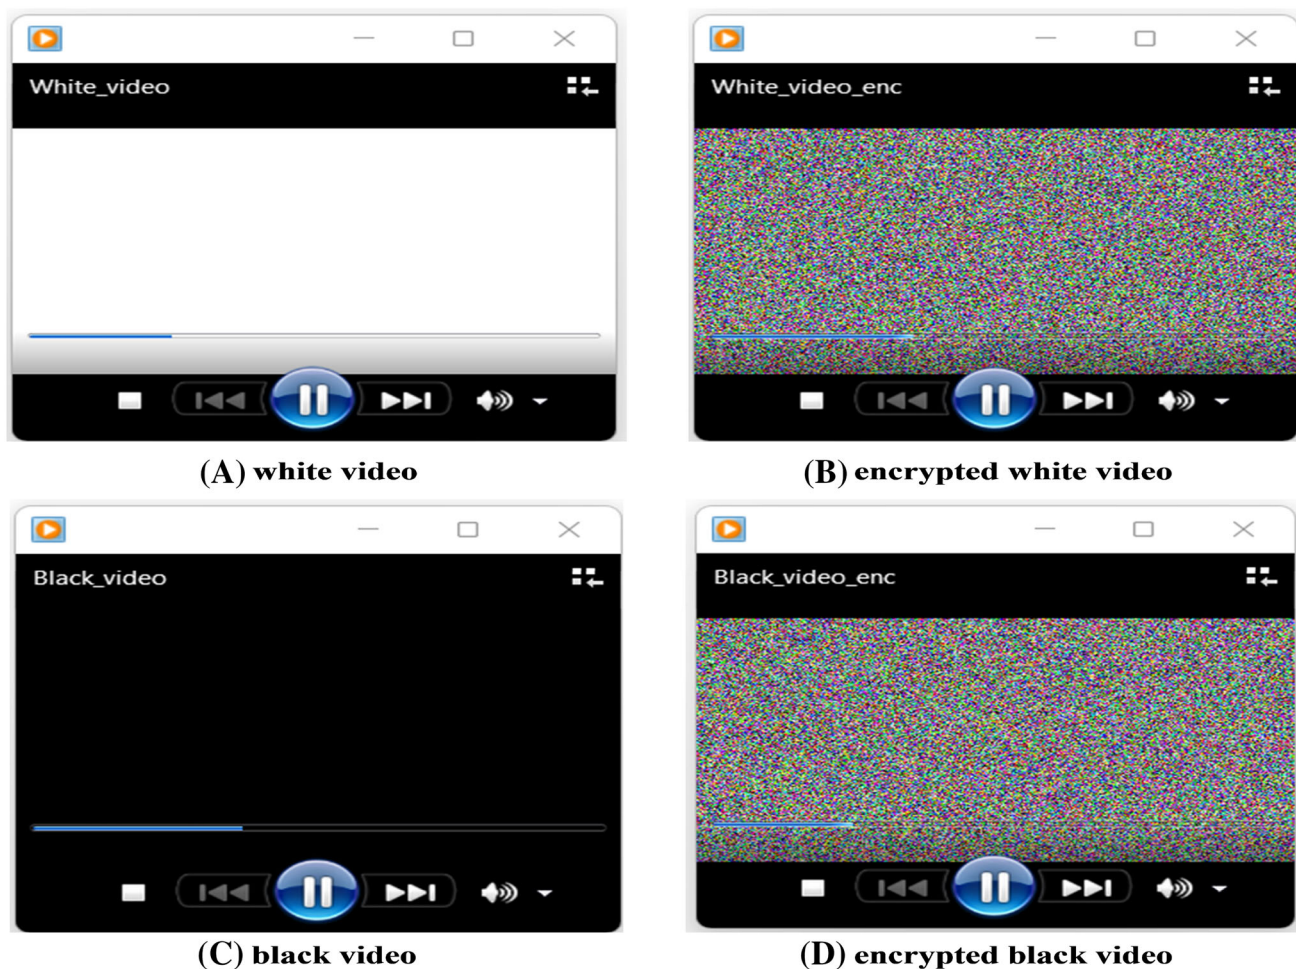 White_video
White_video_enc
(A) white video
(B) encrypted white video
Black_video
Black_video_enc
(C) black video
(D) encrypted black video